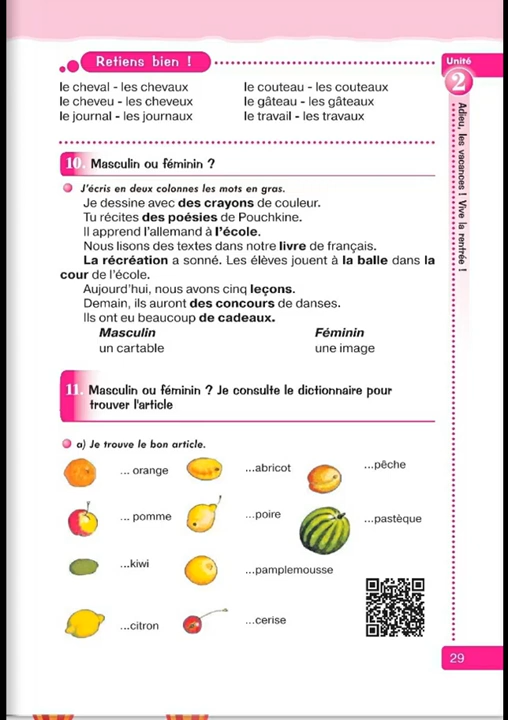 Retiens bien !
Unité
2
Adieu, les vacances ! Vive la rentrée !
le cheval - les chevaux
le cheveu - les cheveux
le journal - les journaux
le couteau - les couteaux
le gâteau - les gâteaux
le travail - les travaux
10. Masculin ou féminin ?
J'écris en deux colonnes les mots en gras.
Je dessine avec des crayons de couleur.
Tu récites des poésies de Pouchkine.
Il apprend l'allemand à l'école.
Nous lisons des textes dans notre livre de français.
La récréation a sonné. Les élèves jouent à la balle dans la
cour de l'école.
Aujourd'hui, nous avons cinq leçons.
Demain, ils auront des concours de danses.
Ils ont eu beaucoup de cadeaux.
Masculin Féminin
un cartable une image
11. Masculin ou féminin ? Je consulte le dictionnaire pour
trouver l'article
a) Je trouve le bon article.
... orange
...abricot
...pêche
... pomme
...poire
...pastèque
...kiwi
...pamplemousse
...citron
...cerise
29